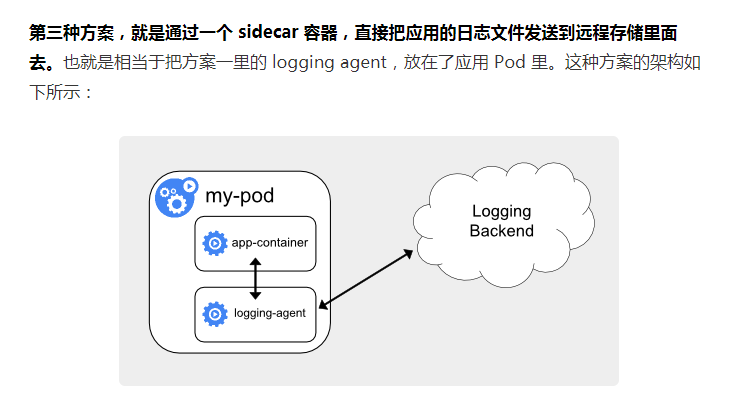 第三种方案，就是通过一个 sidecar 容器，直接把应用的日志文件发送到远程存储里面
去。也就是相当于把方案一里的 logging agent，放在了应用 Pod 里。这种方案的架构如
下所示：
my-pod
app-container
logging-agent
Logging
Backend